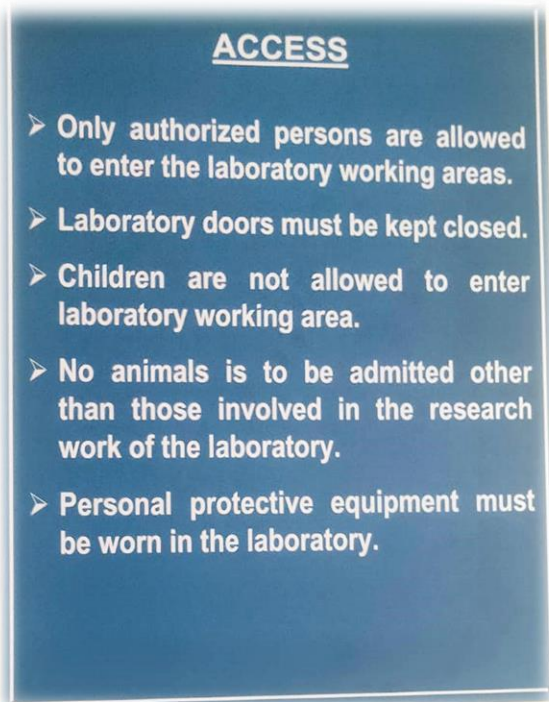 ACCESS
➢ Only authorized persons are allowed
to enter the laboratory working areas.
➢ Laboratory doors must be kept closed.
➢ Children are not allowed to enter
laboratory working area.
➢ No animals is to be admitted other
than those involved in the research
work of the laboratory.
➢ Personal protective equipment must
be worn in the laboratory.